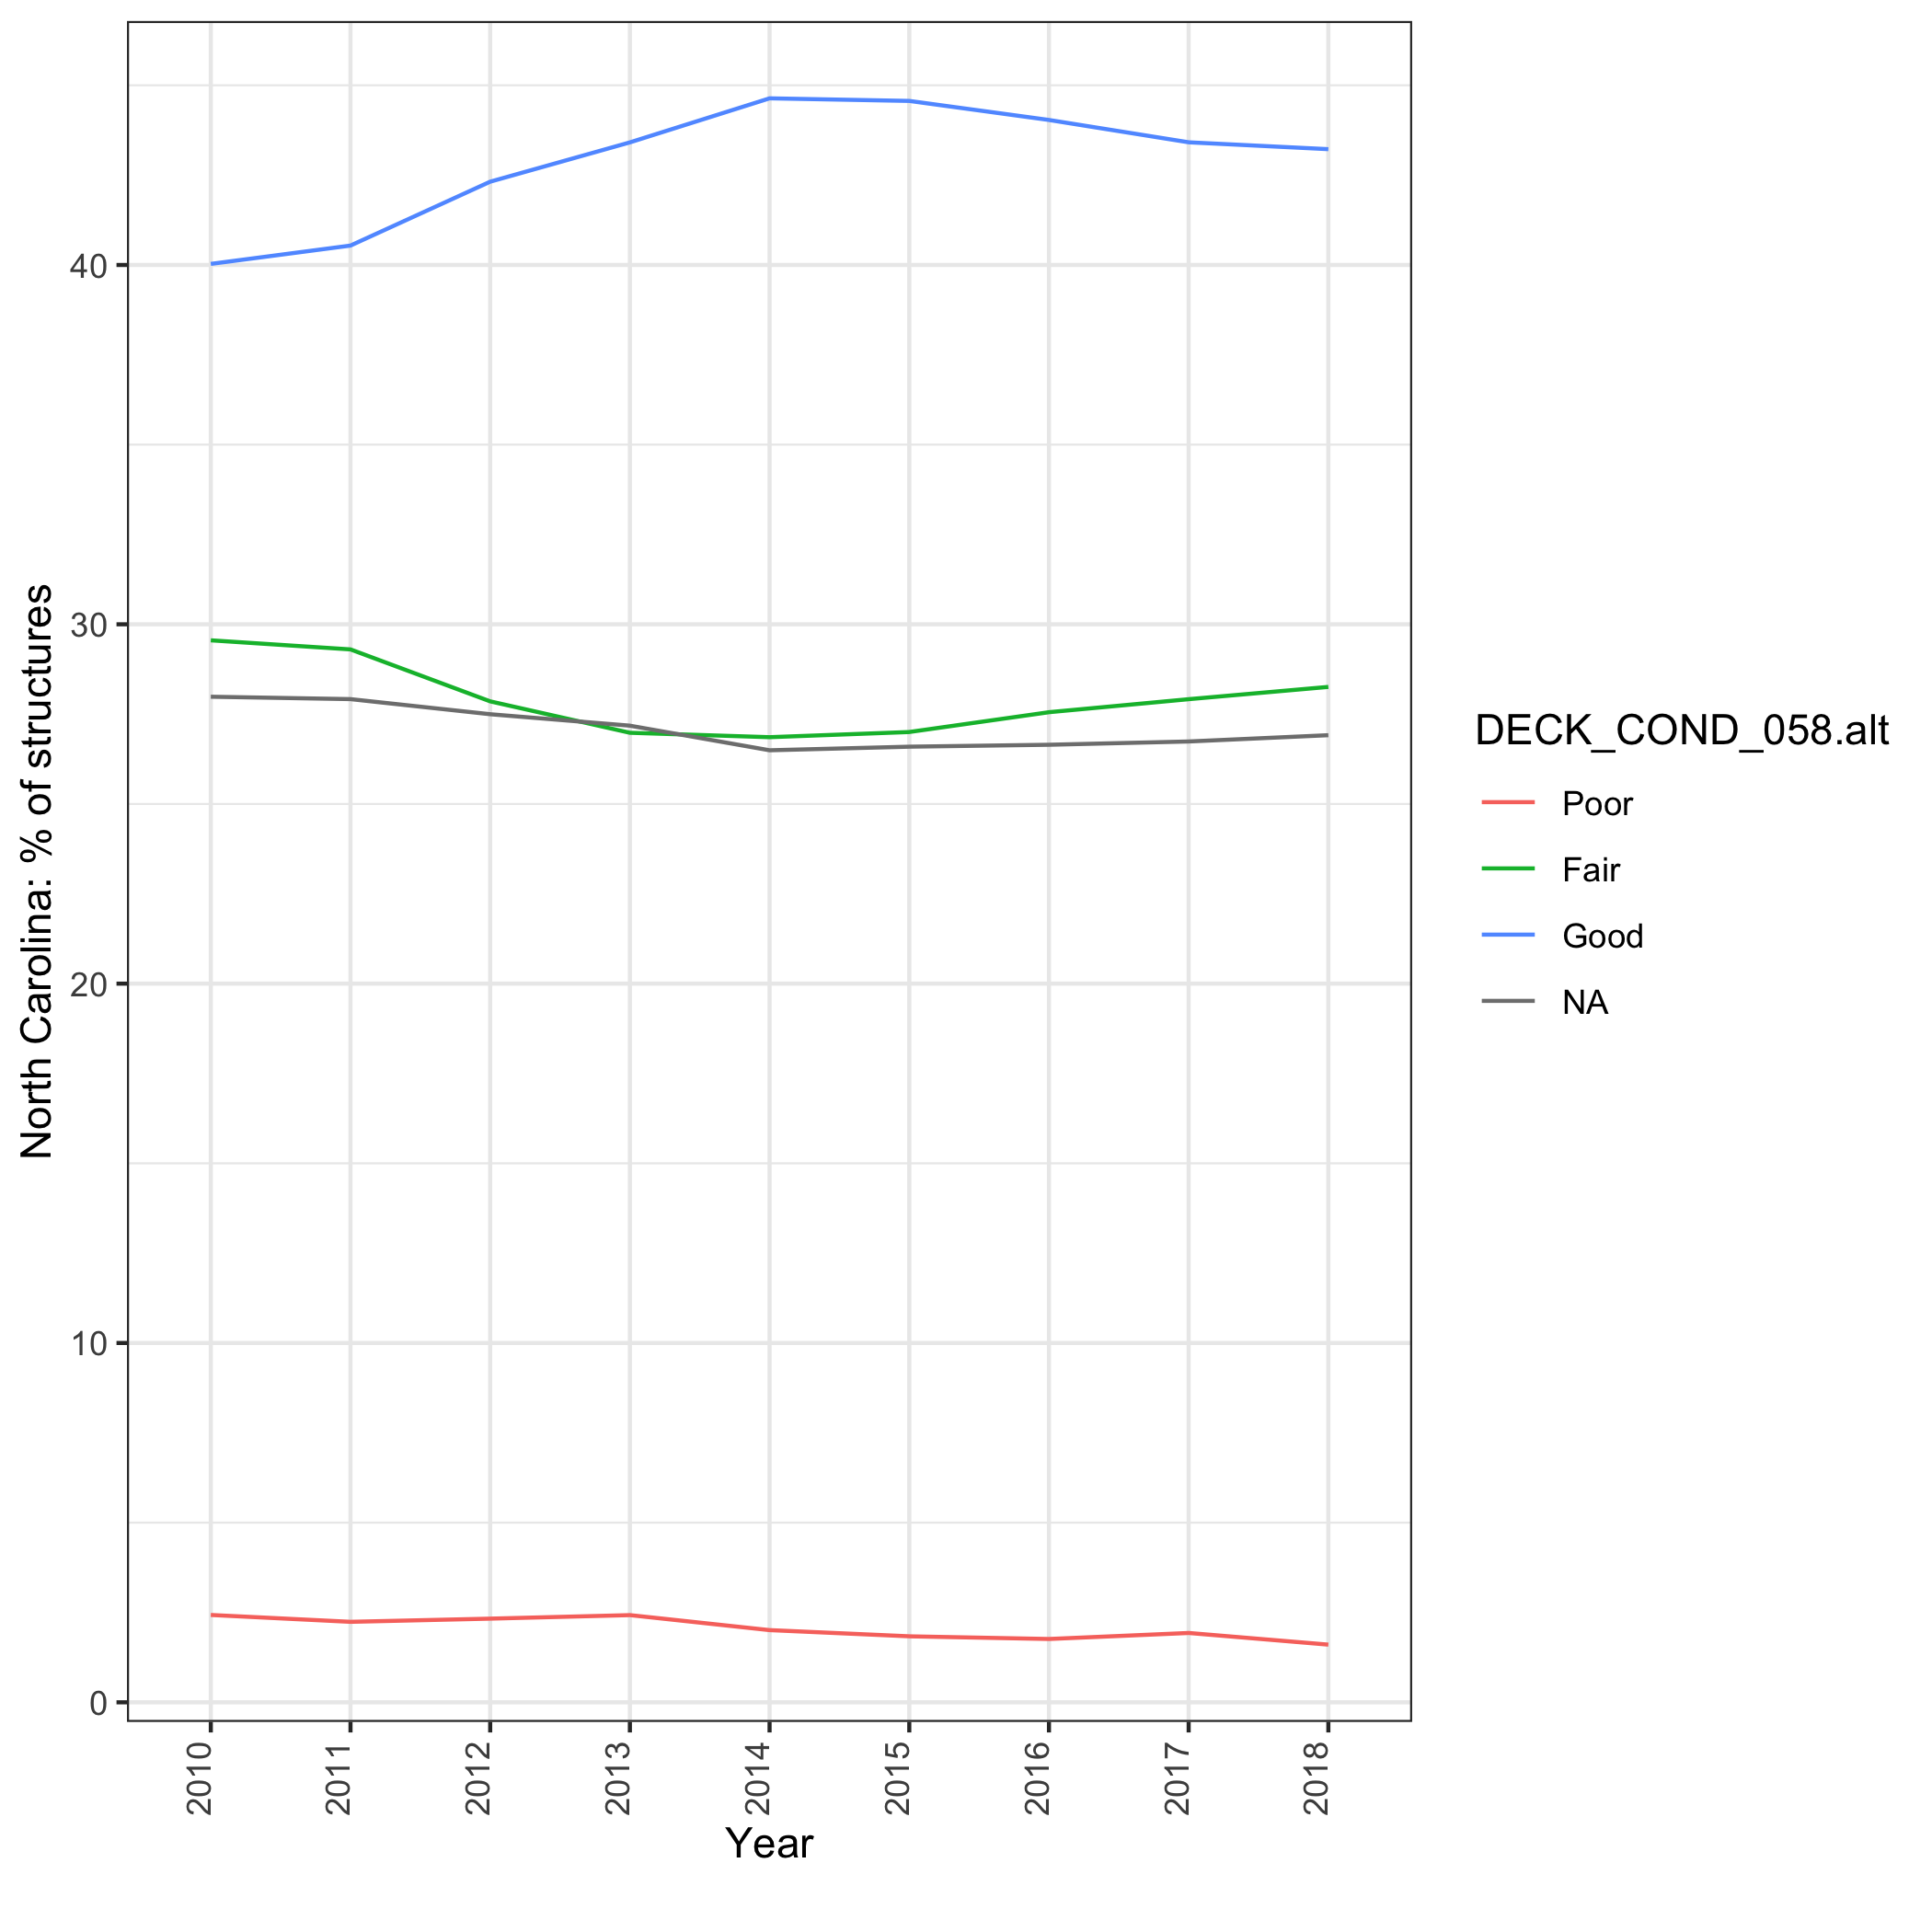 North Carolina: % of structures
40
30
20
10
0
2010
2011
2012
2013
2014
2015
2016
2017
2018
Year
DECK_COND_058.alt
Poor
Fair
Good
NA